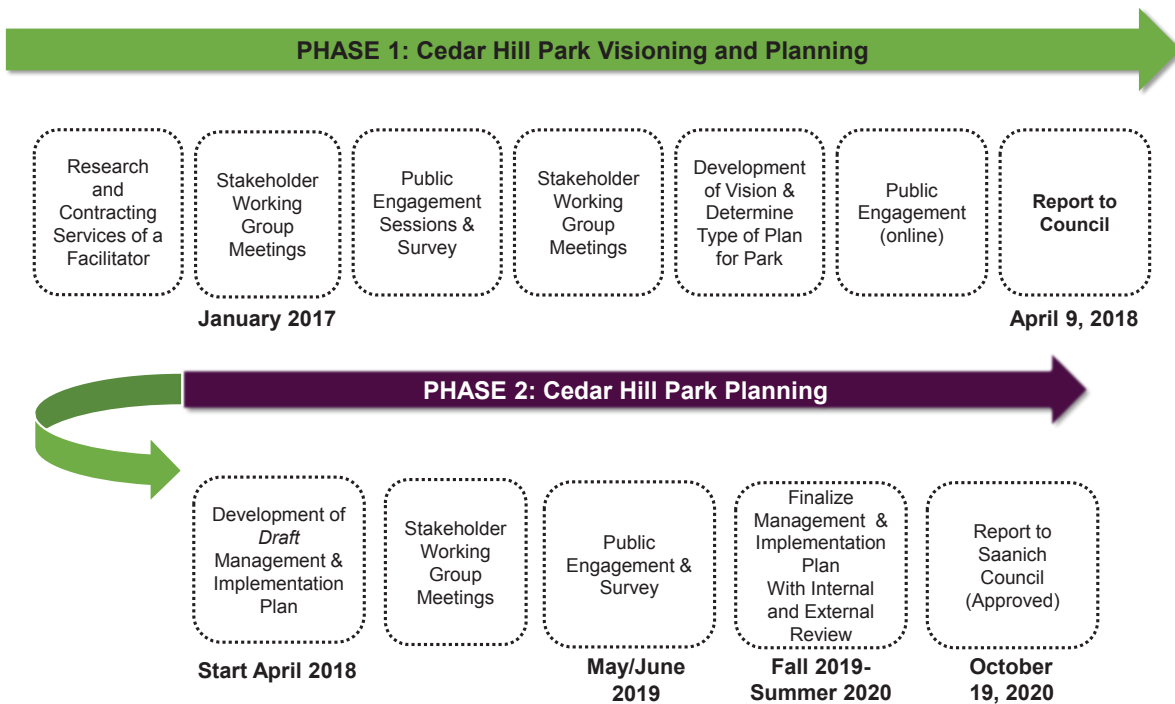 PHASE 1: Cedar Hill Park Visioning and Planning
Research
and
Contracting
Services of a
Facilitator
Stakeholder
Working
Group
Meetings
January 2017
Public
Engagement
Sessions &
Survey
Stakeholder
Working
Group
Meetings
Development
of Vision &
Determine
Type of Plan
for Park
Public
Engagement
(online)
Report to
Council
April 9, 2018
PHASE 2: Cedar Hill Park Planning
Development of
Draft
Management &
Implementation
Plan
Start April 2018
Stakeholder
Working
Group
Meetings
Public
Engagement &
Survey
May/June
2019
Finalize
Management &
Implementation
Plan
With Internal
and External
Review
Fall 2019-
Summer 2020
Report to
Saanich
Council
(Approved)
October
19, 2020